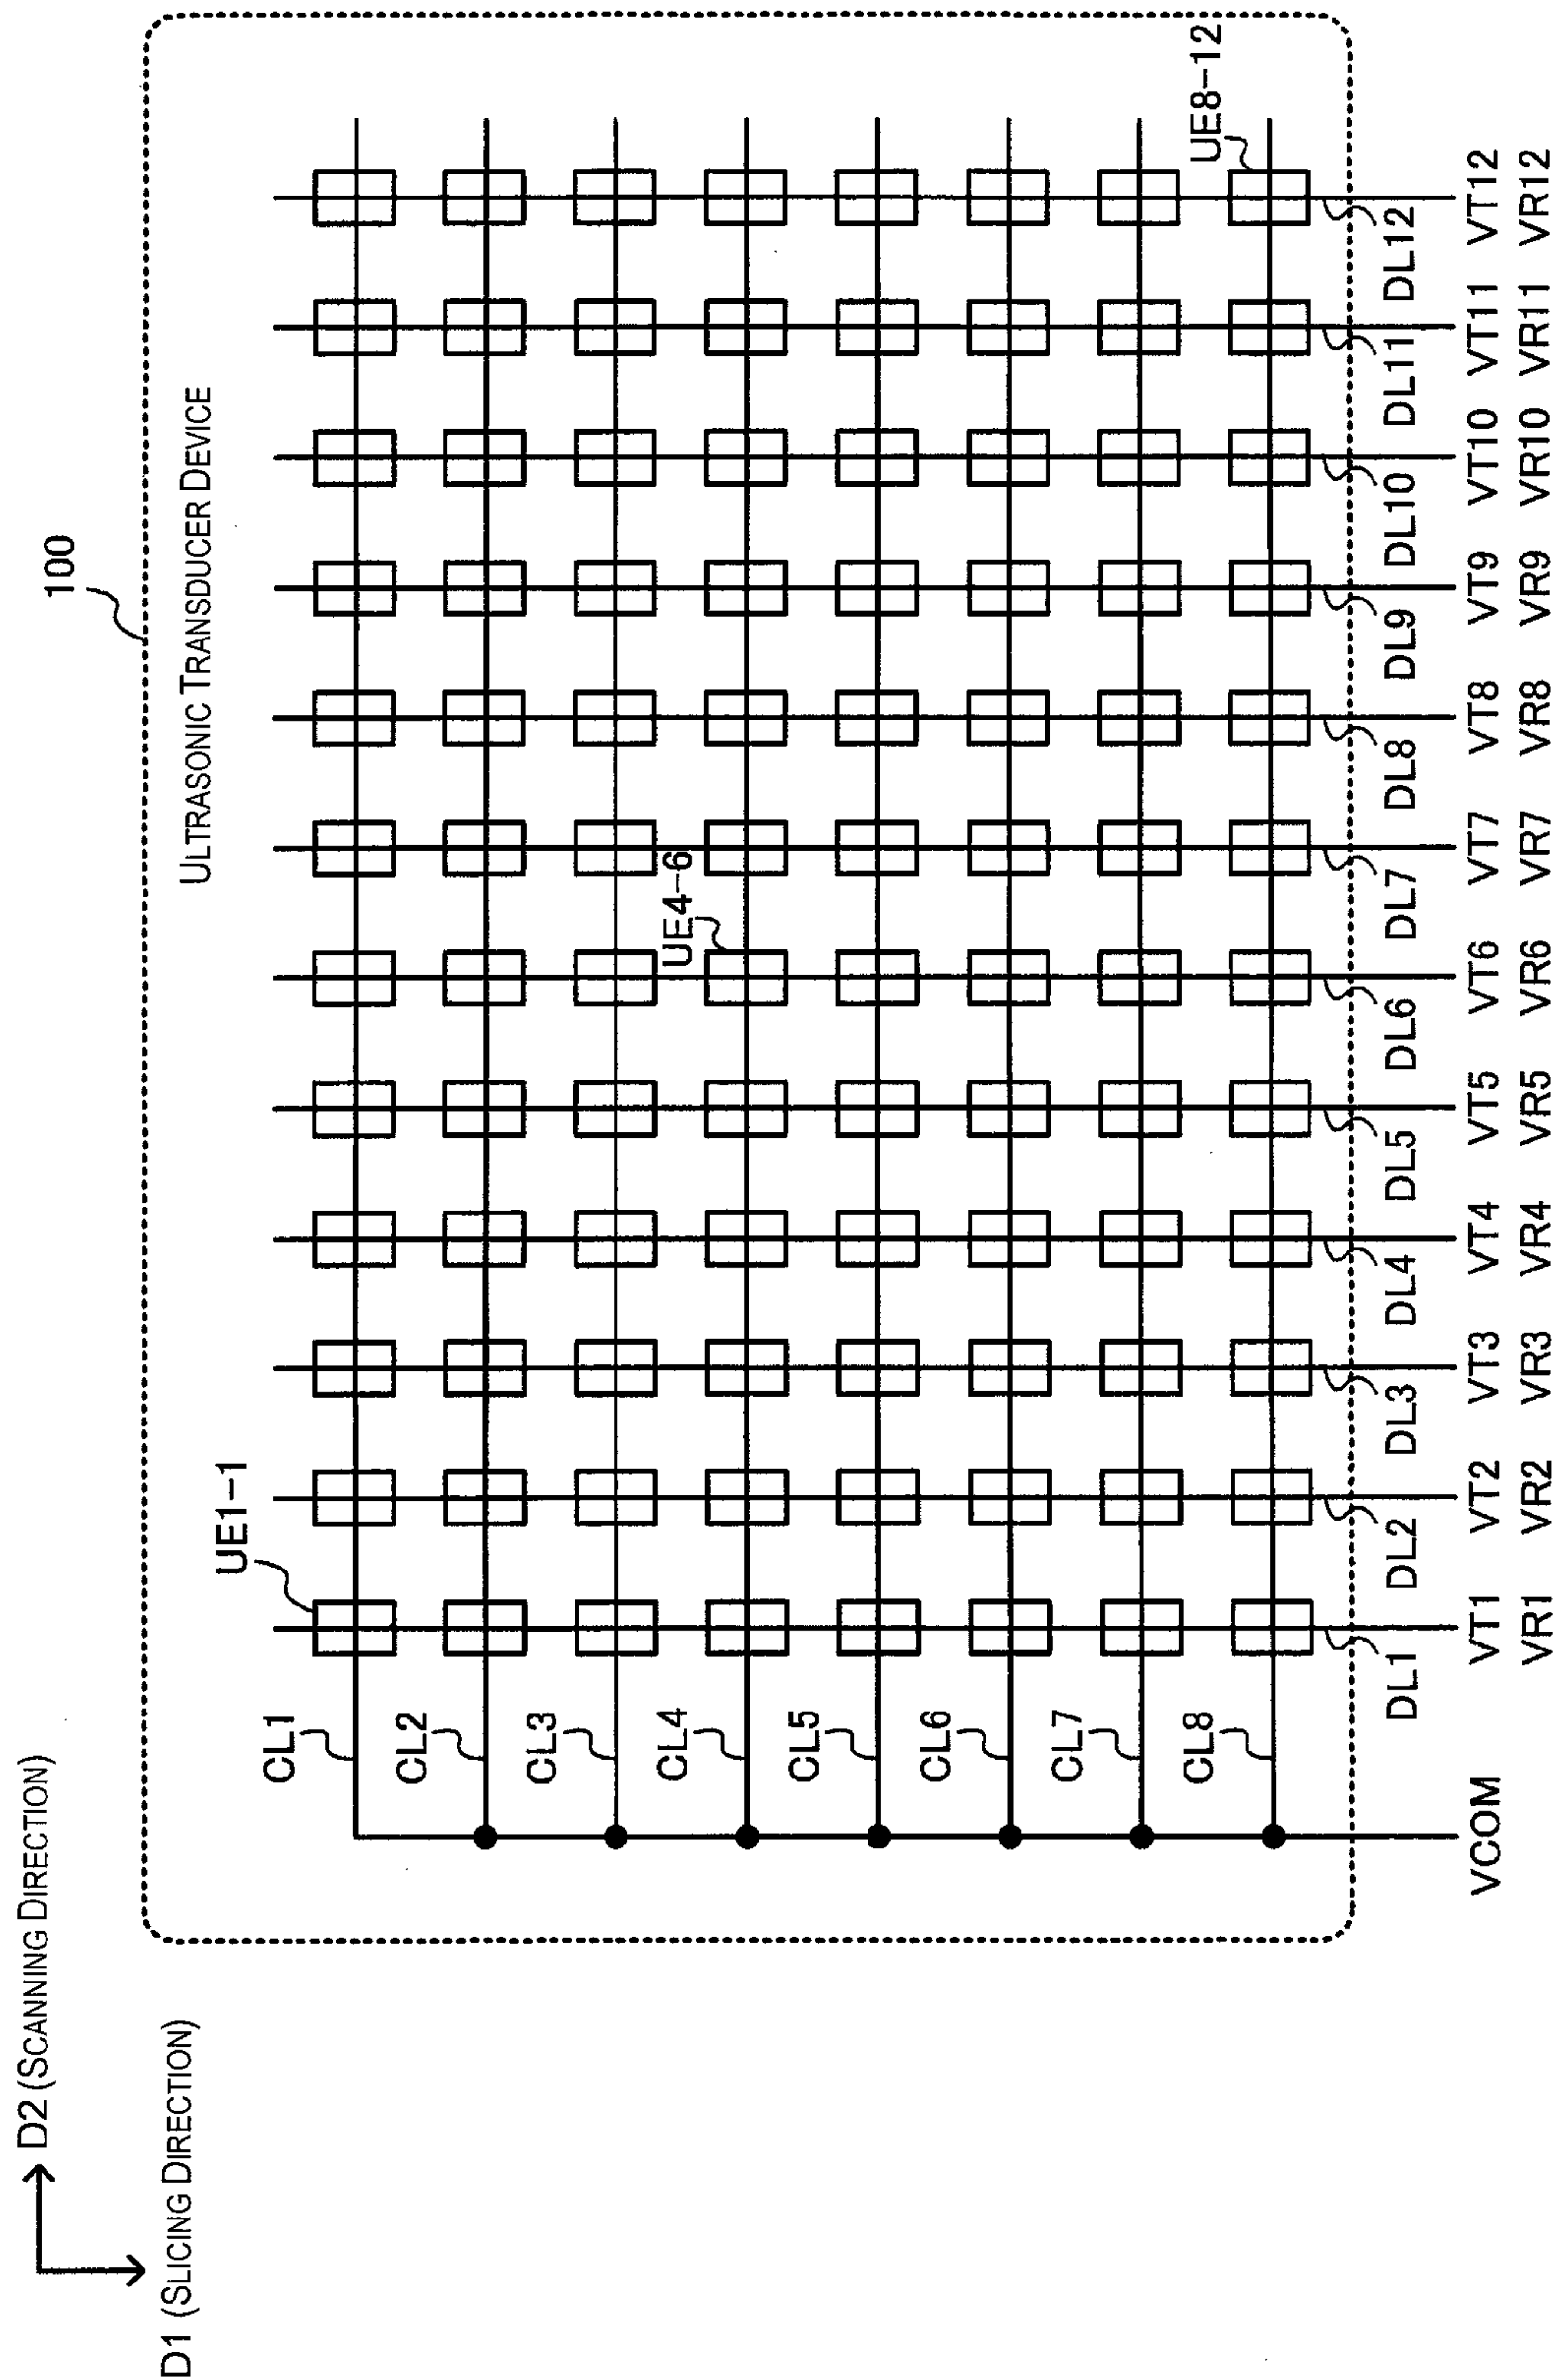 D2 (SCANNING DIRECTION)
D1 (SLICING DIRECTION)
100
ULTRASONIC TRANSDUCER DEVICE
UE1-1
UE4-6
UE8-12
CL1
CL2
CL3
CL4
CL5
CL6
CL7
CL8
DL1 DL2 DL3 DL4 DL5 DL6 DL7 DL8 DL9 DL10 DL11 DL12
VCOM VT1 VT2 VT3 VT4 VT5 VT6 VT7 VT8 VT9 VT10 VT11 VT12
VR1 VR2 VR3 VR4 VR5 VR6 VR7 VR8 VR9 VR10 VR11 VR12